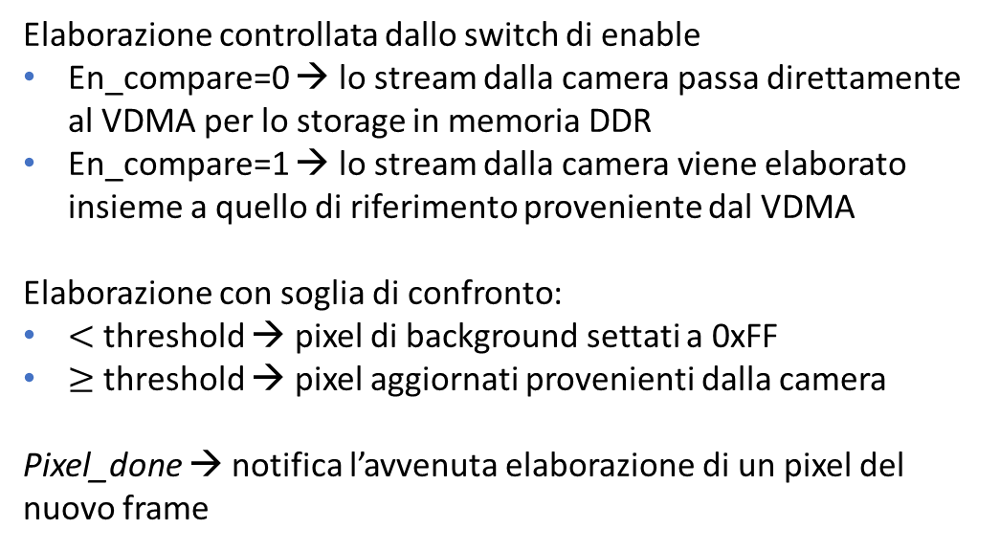 Elaborazione controllata dallo switch di enable
• En_compare=0 → lo stream dalla camera passa direttamente
al VDMA per lo storage in memoria DDR
• En_compare=1 → lo stream dalla camera viene elaborato
insieme a quello di riferimento proveniente dal VDMA
Elaborazione con soglia di confronto:
• < threshold → pixel di background settati a 0xFF
• ≥ threshold → pixel aggiornati provenienti dalla camera
Pixel_done → notifica l’avvenuta elaborazione di un pixel del
nuovo frame